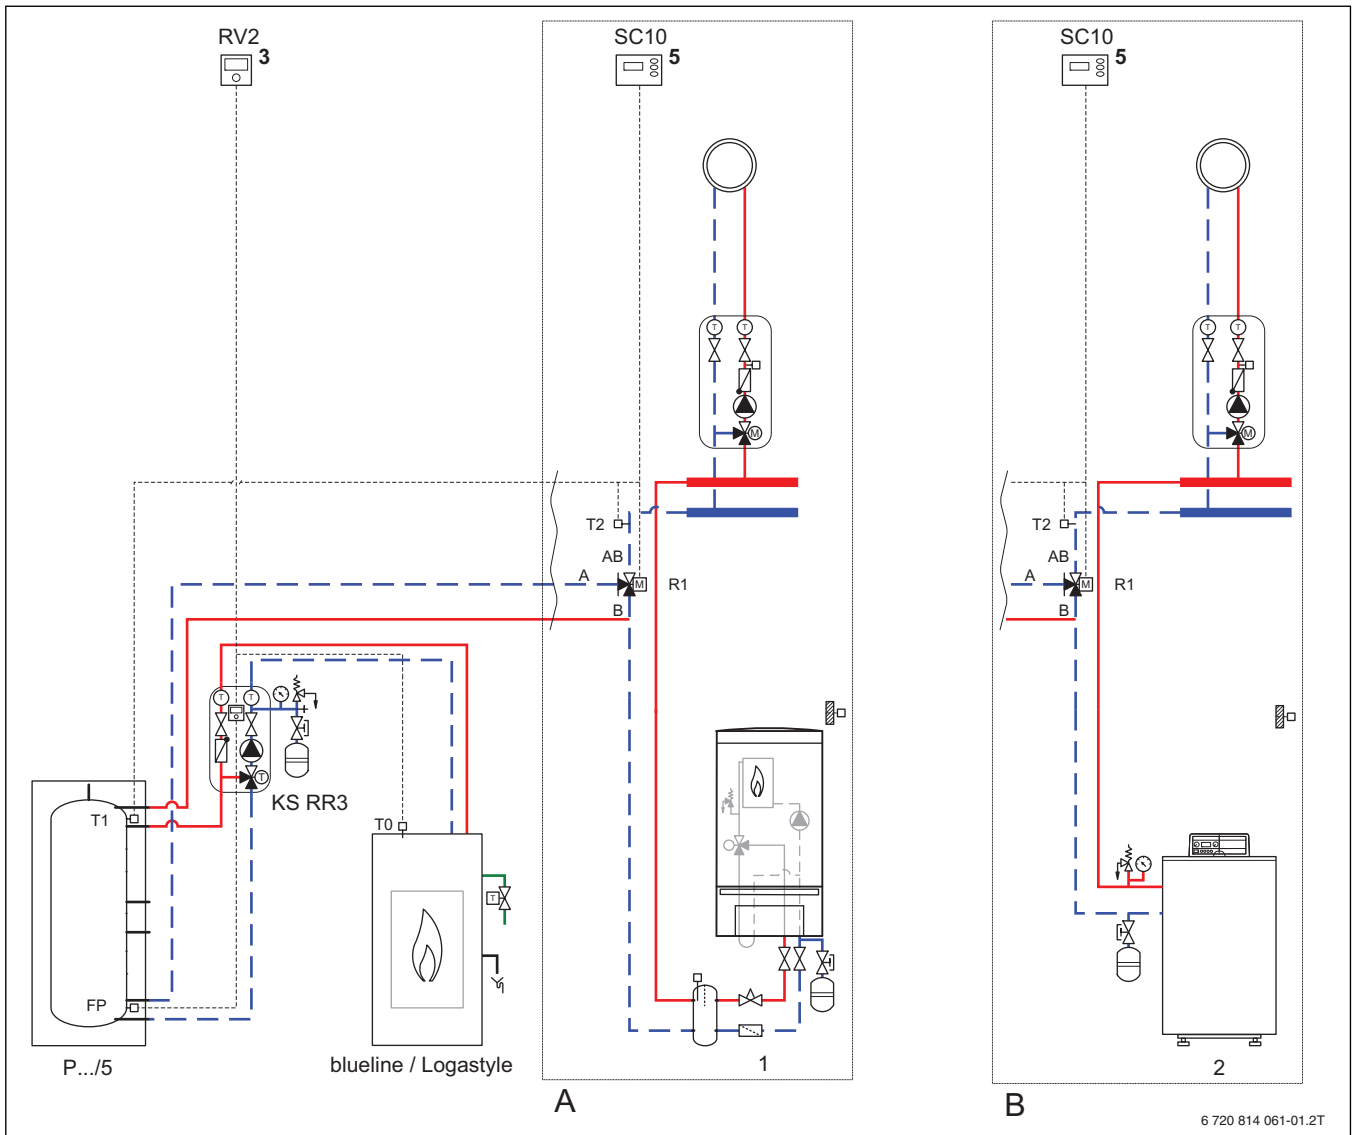 RV2
3
SC10
5
SC10
5
T
T
M
T
T
M
T2
AB
A
M
R1
B
T2
AB
A
M
R1
B
T
T
T
KS RR3
T1
T0
T
FP
P.../5
blueline / Logastyle
1
2
A
B
6 720 814 061-01.2T